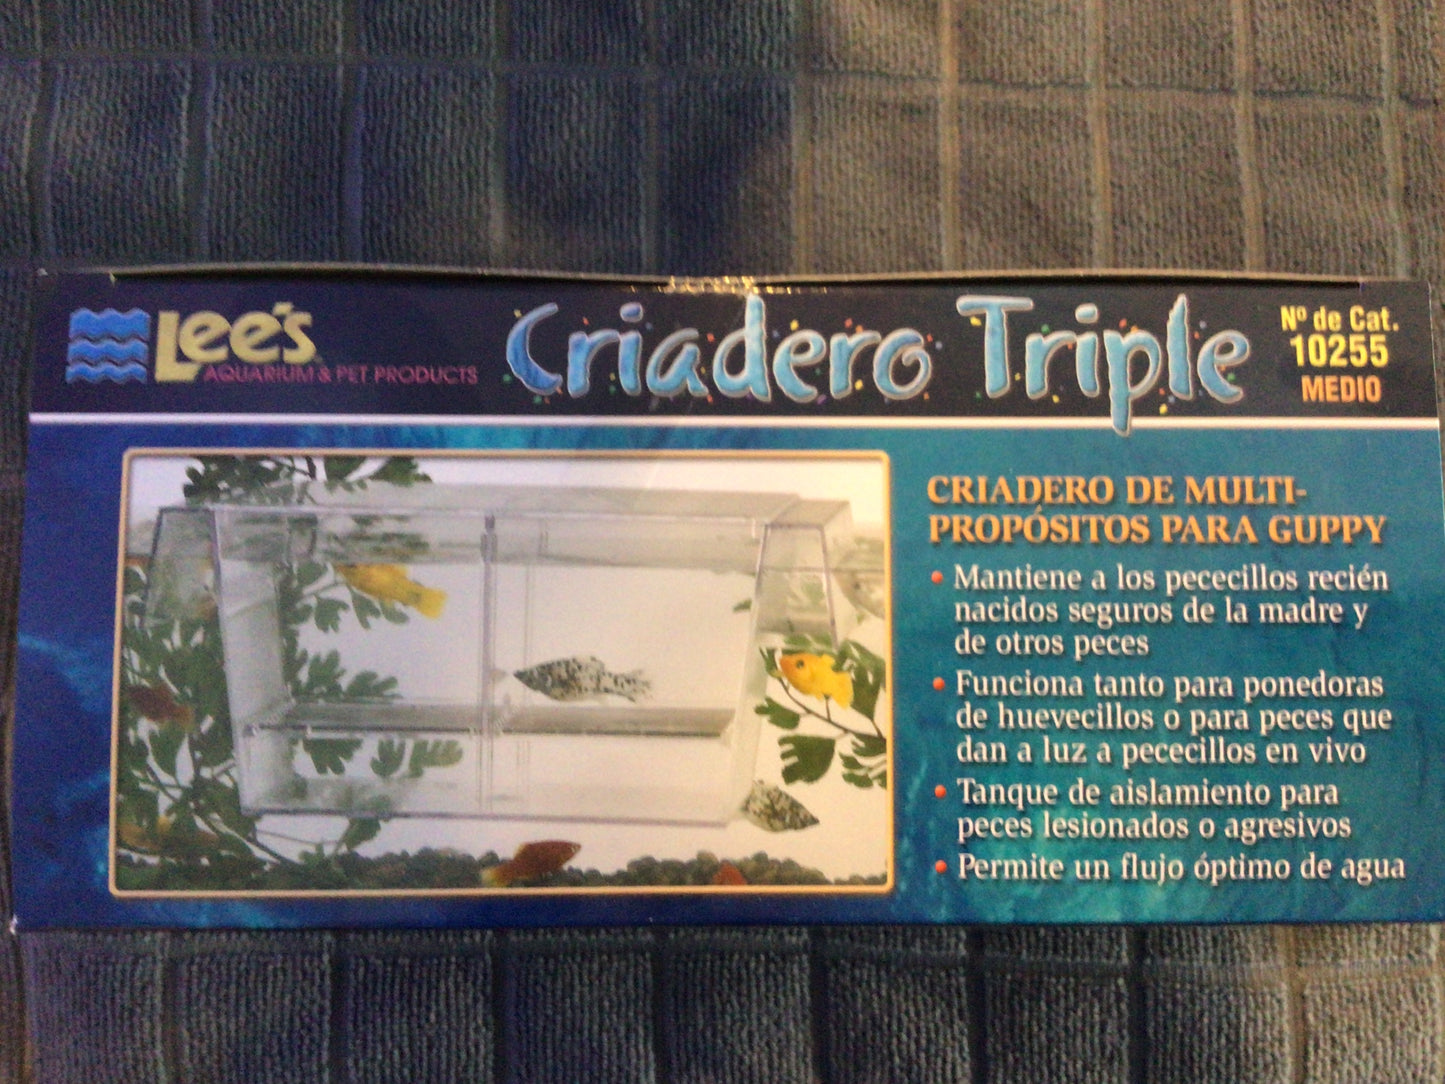 Lee's
AQUARIUM & PET PRODUCTS
Criadero Triple
Nº de Cat.
10255
MEDIO
CRIADERO DE MULTI-
PROPÓSITOS PARA GUPPY
• Mantiene a los pececillos recién
nacidos seguros de la madre y
de otros peces
• Funciona tanto para ponedoras
de huevecillos o para peces que
dan a luz a pececillos en vivo
• Tanque de aislamiento para
peces lesionados o agresivos
• Permite un flujo óptimo de agua